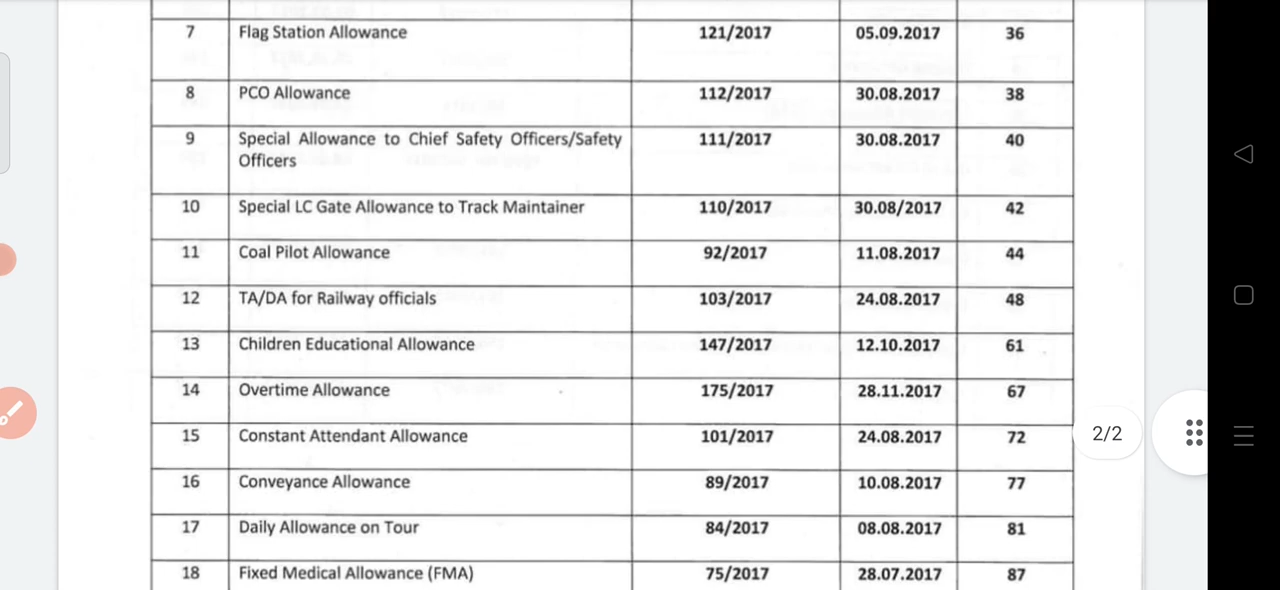 7 Flag Station Allowance 121/2017 05.09.2017 36
8 PCO Allowance 112/2017 30.08.2017 38
9 Special Allowance to Chief Safety Officers/Safety 111/2017 30.08.2017 40
Officers
10 Special LC Gate Allowance to Track Maintainer 110/2017 30.08/2017 42
11 Coal Pilot Allowance 92/2017 11.08.2017 44
12 TA/DA for Railway officials 103/2017 24.08.2017 48
13 Children Educational Allowance 147/2017 12.10.2017 61
14 Overtime Allowance 175/2017 28.11.2017 67
15 Constant Attendant Allowance 101/2017 24.08.2017 72
2/2
16 Conveyance Allowance 89/2017 10.08.2017 77
17 Daily Allowance on Tour 84/2017 08.08.2017 81
18 Fixed Medical Allowance (FMA) 75/2017 28.07.2017 87